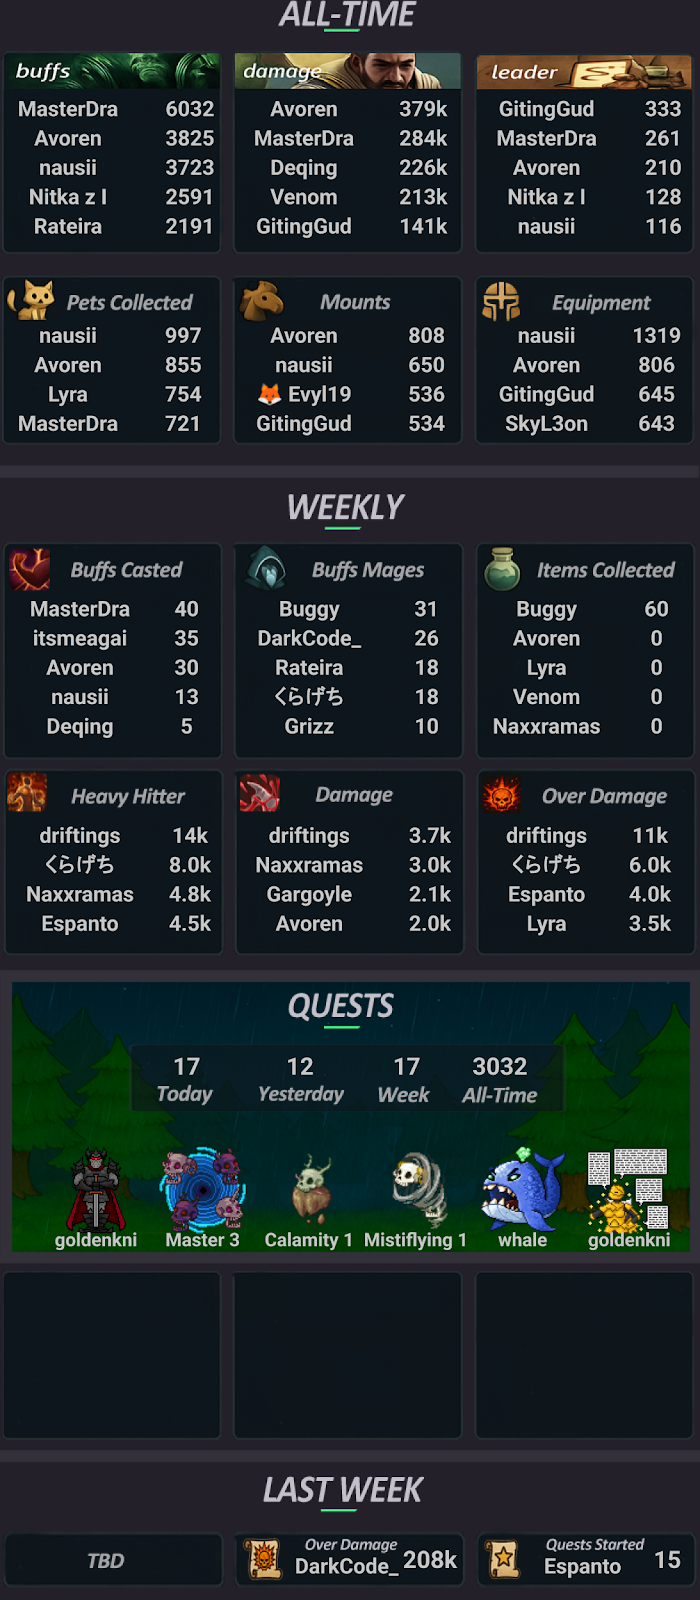 ALL-TIME
buffs
MasterDra 6032
Avoren 3825
nausii 3723
Nitka z I 2591
Rateira 2191
damage
Avoren 379k
MasterDra 284k
Deqing 226k
Venom 213k
GitingGud 141k
leader
GitingGud 333
MasterDra 261
Avoren 210
Nitka z I 128
nausii 116
Pets Collected
nausii 997
Avoren 855
Lyra 754
MasterDra 721
Mounts
Avoren 808
nausii 650
🦊 Evyl19 536
GitingGud 534
Equipment
nausii 1319
Avoren 806
GitingGud 645
SkyL3on 643
WEEKLY
Buffs Casted
MasterDra 40
itsmeagai 35
Avoren 30
nausii 13
Deqing 5
Buffs Mages
Buggy 31
DarkCode_ 26
Rateira 18
くらげち 18
Grizz 10
Items Collected
Buggy 60
Avoren 0
Lyra 0
Venom 0
Naxxramas 0
Heavy Hitter
driftings 14k
くらげち 8.0k
Naxxramas 4.8k
Espanto 4.5k
Damage
driftings 3.7k
Naxxramas 3.0k
Gargoyle 2.1k
Avoren 2.0k
Over Damage
driftings 11k
くらげち 6.0k
Espanto 4.0k
Lyra 3.5k
QUESTS
17 12 17 3032
Today Yesterday Week All-Time
goldenkni Master 3 Calamity 1 Mistiflying 1 whale goldenkni
LAST WEEK
TBD
Over Damage
DarkCode_ 208k
Quests Started
Espanto 15